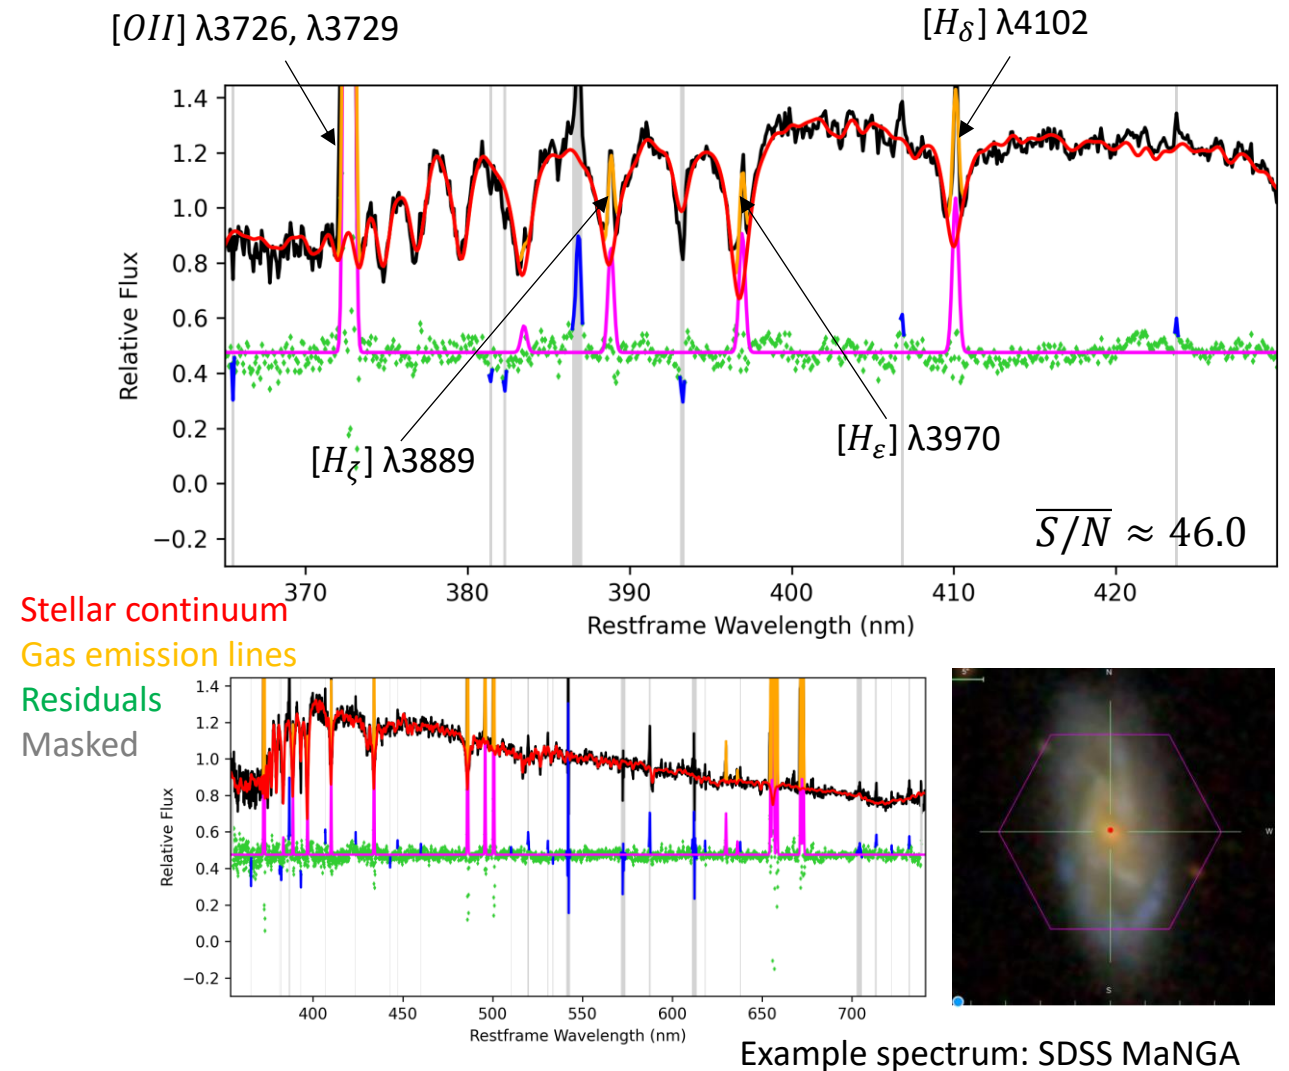 [OII] λ3726, λ3729
[H_δ] λ4102
1.4
1.2
1.0
0.8
0.6
0.4
0.2
0.0
−0.2
Relative Flux
[H_ζ] λ3889
[H_ε] λ3970
S/N ≈ 46.0
370 380 390 400 410 420
Restframe Wavelength (nm)
Stellar continuum
Gas emission lines
Residuals
Masked
1.4
1.2
1.0
0.8
0.6
0.4
0.2
0.0
−0.2
Relative Flux
400 450 500 550 600 650 700
Restframe Wavelength (nm)
5"
N
W
S
Example spectrum: SDSS MaNGA